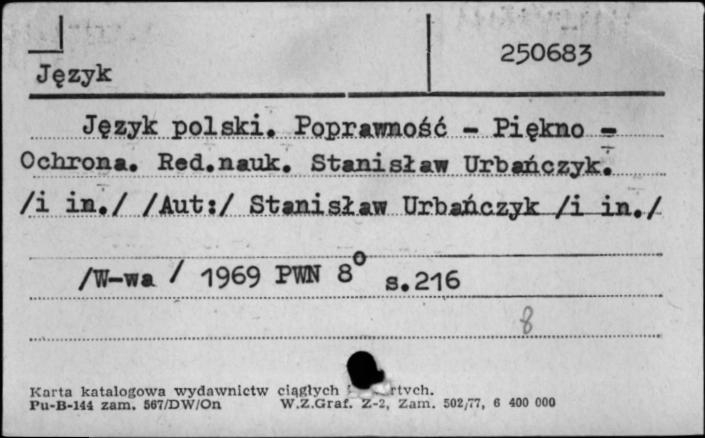 250683
Język
Język polski. Poprawność - Piękno -
Ochrona. Red.nauk. Stanisław Urbańczyk.
/i in./ /Aut:/ Stanisław Urbańczyk /i in./
/W-wa / 1969 PWN 8° s.216
8
Karta katalogowa wydawnictw ciągłych
Pu-B-144 zam. 567/DW/On W.Z.Graf. Z-2, Zam. 502/77, 6 400 000